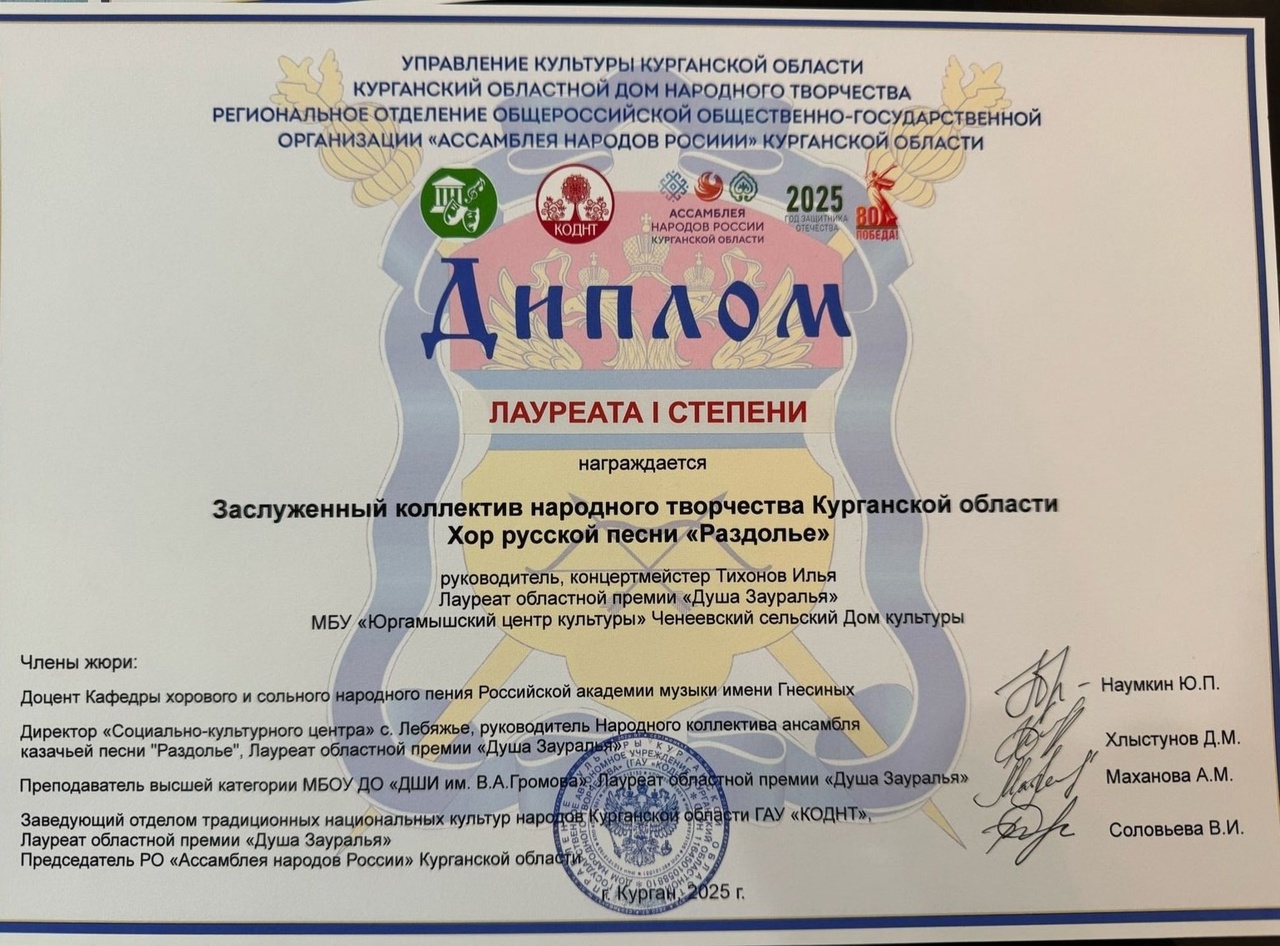 УПРАВЛЕНИЕ КУЛЬТУРЫ КУРГАНСКОЙ ОБЛАСТИ
КУРГАНСКИЙ ОБЛАСТНОЙ ДОМ НАРОДНОГО ТВОРЧЕСТВА
РЕГИОНАЛЬНОЕ ОТДЕЛЕНИЕ ОБЩЕРОССИЙСКОЙ ОБЩЕСТВЕННО-ГОСУДАРСТВЕННОЙ
ОРГАНИЗАЦИИ «АССАМБЛЕЯ НАРОДОВ РОСИИИ» КУРГАНСКОЙ ОБЛАСТИ
КОДНТ
АССАМБЛЕЯ
НАРОДОВ РОССИИ
КУРГАНСКОЙ ОБЛАСТИ
2025
ГОД ЗАЩИТНИКА
ОТЕЧЕСТВА
80
ПОБЕДА!
Диплом
ЛАУРЕАТА I СТЕПЕНИ
награждается
Заслуженный коллектив народного творчества Курганской области
Хор русской песни «Раздолье»
руководитель, концертмейстер Тихонов Илья
Лауреат областной премии «Душа Зауралья»
МБУ «Юргамышский центр культуры» Ченеевский сельский Дом культуры
Члены жюри:
Доцент Кафедры хорового и сольного народного пения Российской академии музыки имени Гнесиных
Наумкин Ю.П.
Директор «Социально-культурного центра» с. Лебяжье, руководитель Народного коллектива ансамбля
казачьей песни "Раздолье", Лауреат областной премии «Душа Зауралья»
Хлыстунов Д.М.
Преподаватель высшей категории МБОУ ДО «ДШИ им. В.А.Громова», Лауреат областной премии «Душа Зауралья»
Маханова А.М.
Заведующий отделом традиционных национальных культур народов Курганской области ГАУ «КОДНТ»,
Лауреат областной премии «Душа Зауралья»
Председатель РО «Ассамблея народов России» Курганской области
Соловьева В.И.
г. Курган, 2025 г.